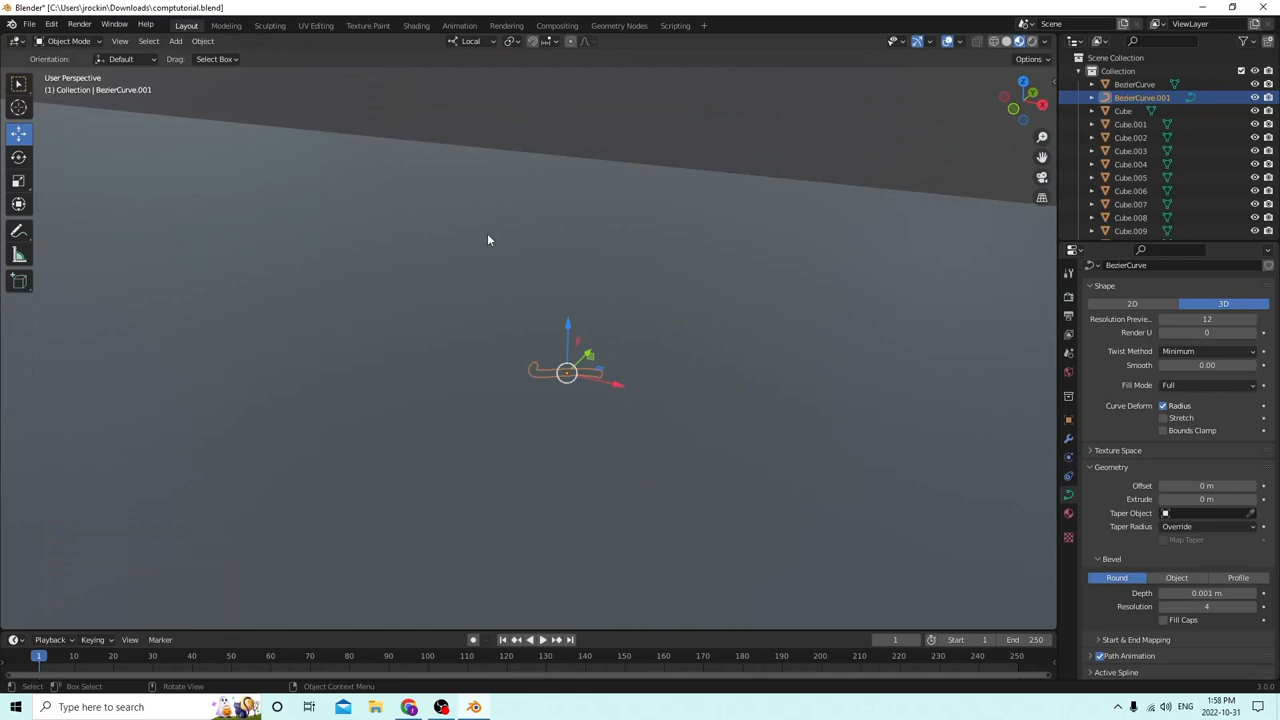 Blender* [C:\Users\jrockin\Downloads\comptutorial.blend]
File Edit Render Window Help Layout Modeling Sculpting UV Editing Texture Paint Shading Animation Rendering Compositing Geometry Nodes Scripting + Scene ViewLayer
Object Mode View Select Add Object Local
Orientation: Default Drag: Select Box Options
User Perspective
(1) Collection | BezierCurve.001
Z
Y
X
Scene Collection
Collection
BezierCurve
BezierCurve.001
Cube
Cube.001
Cube.002
Cube.003
Cube.004
Cube.005
Cube.006
Cube.007
Cube.008
Cube.009
BezierCurve
Shape
2D 3D
Resolution Previe... 12
Render U 0
Twist Method Minimum
Smooth 0.00
Fill Mode Full
Curve Deform Radius
Stretch
Bounds Clamp
Texture Space
Geometry
Offset 0 m
Extrude 0 m
Taper Object
Taper Radius Override
Map Taper
Bevel
Round Object Profile
Depth 0.001 m
Resolution 4
Fill Caps
Start & End Mapping
Path Animation
Active Spline
Playback Keying View Marker 1 Start 1 End 250
1 10 20 30 40 50 60 70 80 90 100 110 120 130 140 150 160 170 180 190 200 210 220 230 240 250
Select Box Select Rotate View Object Context Menu 3.0.0
Type here to search ENG 1:58 PM
2022-10-31